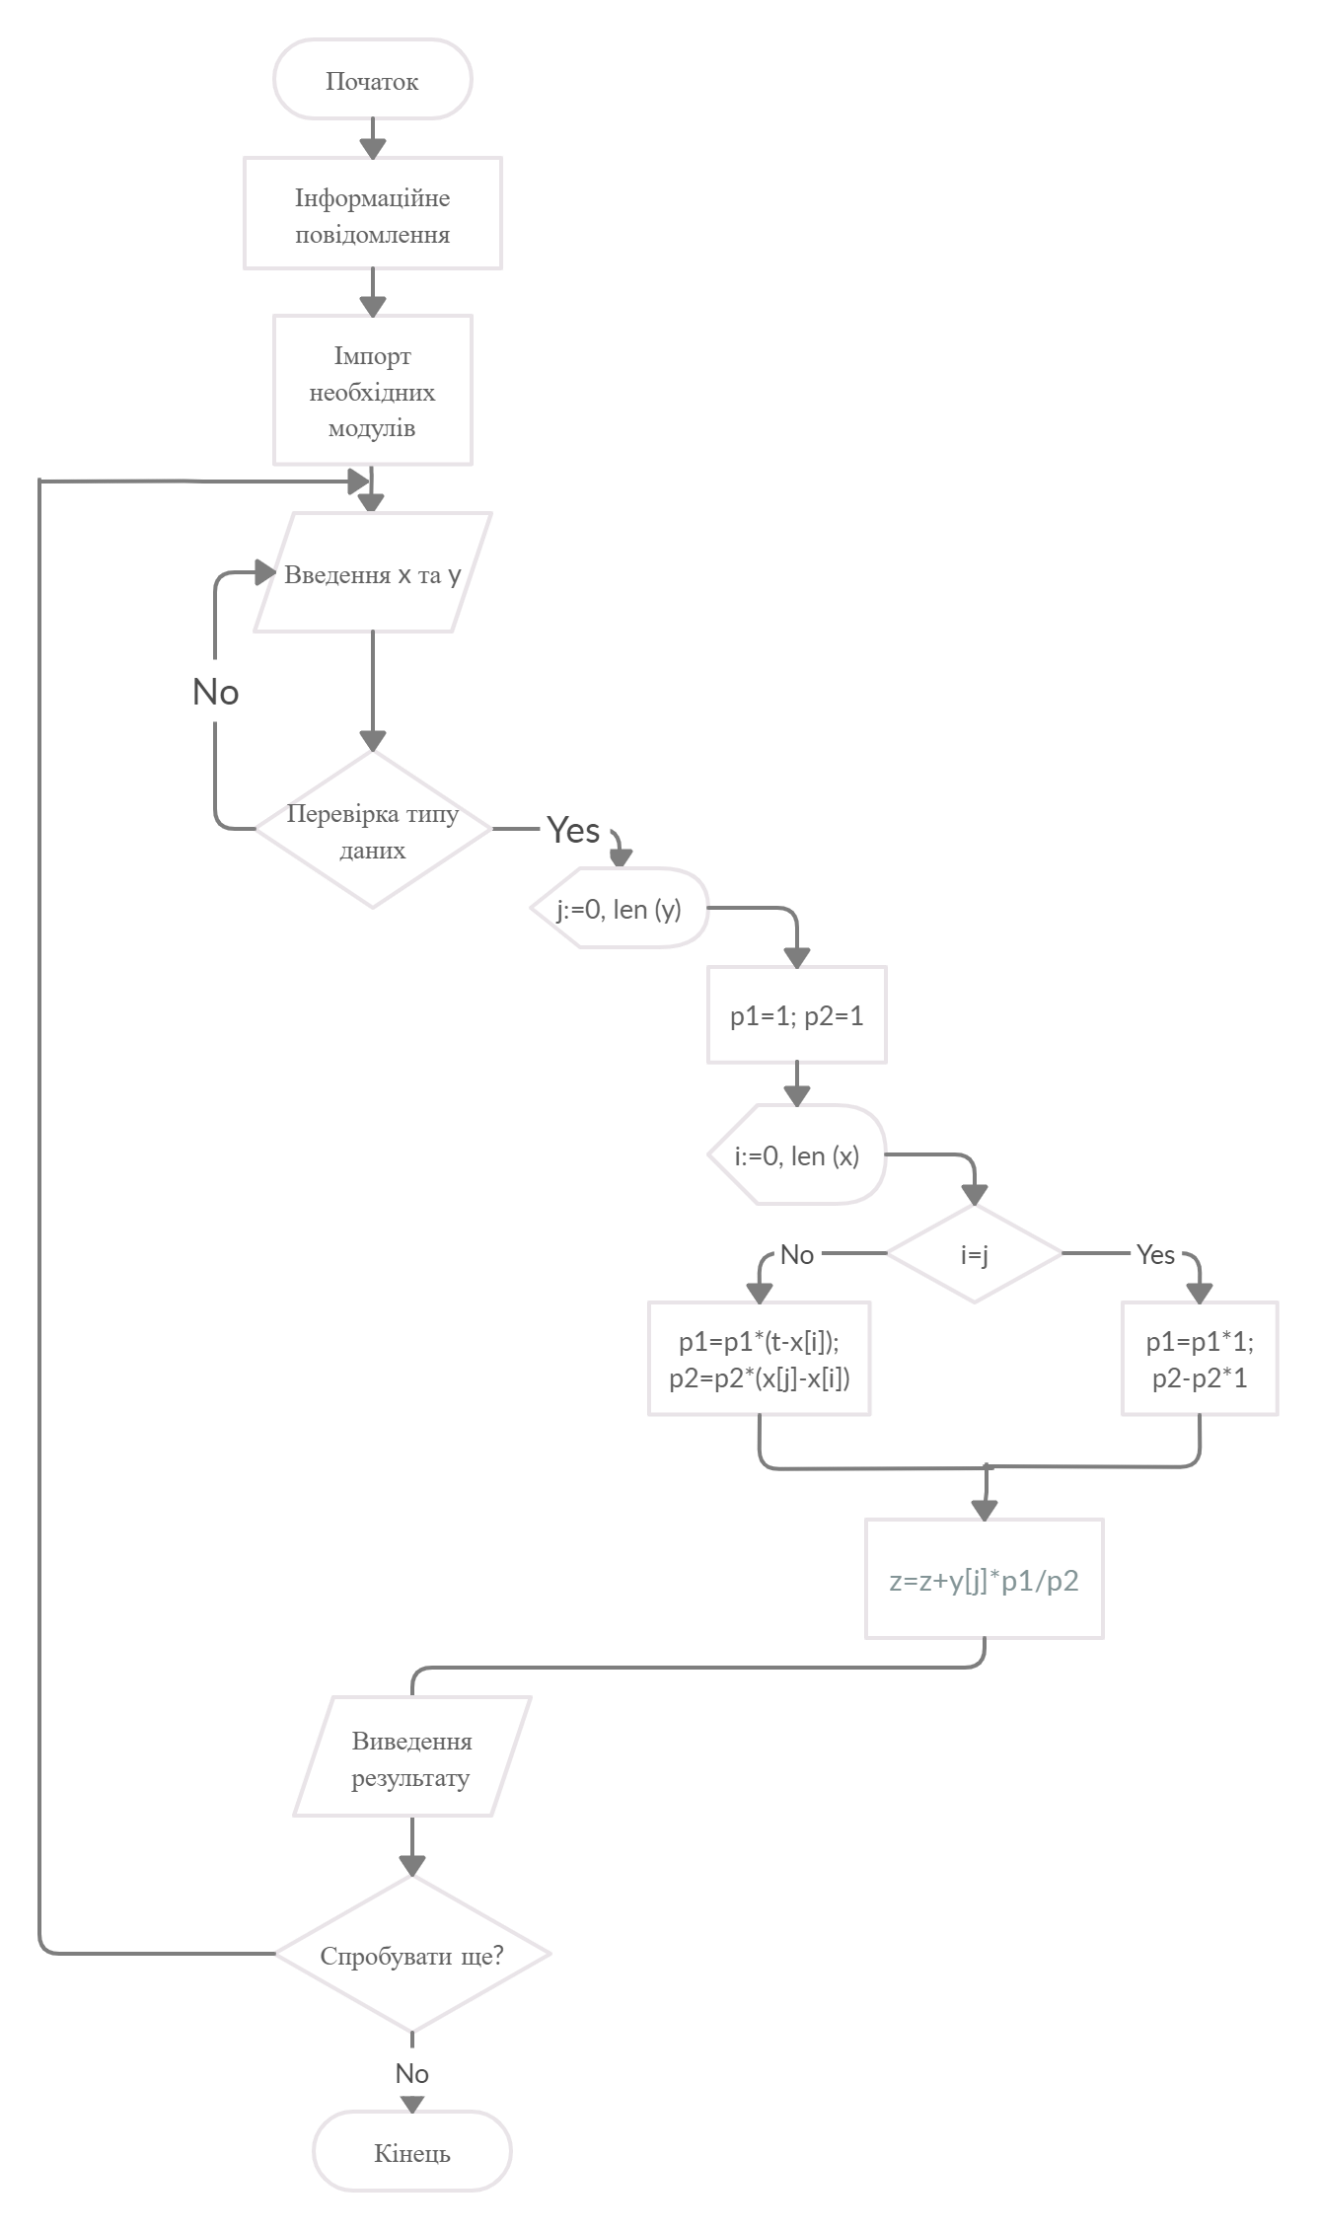 Початок
Інформаційне
повідомлення
Імпорт
необхідних
модулів
Введення x та y
No
Перевірка типу
даних
Yes
j:=0, len (y)
p1=1; p2=1
i:=0, len (x)
i=j
No
Yes
p1=p1*(t-x[i]);
p2=p2*(x[j]-x[i])
p1=p1*1;
p2-p2*1
z=z+y[j]*p1/p2
Виведення
результату
Спробувати ще?
No
Кінець